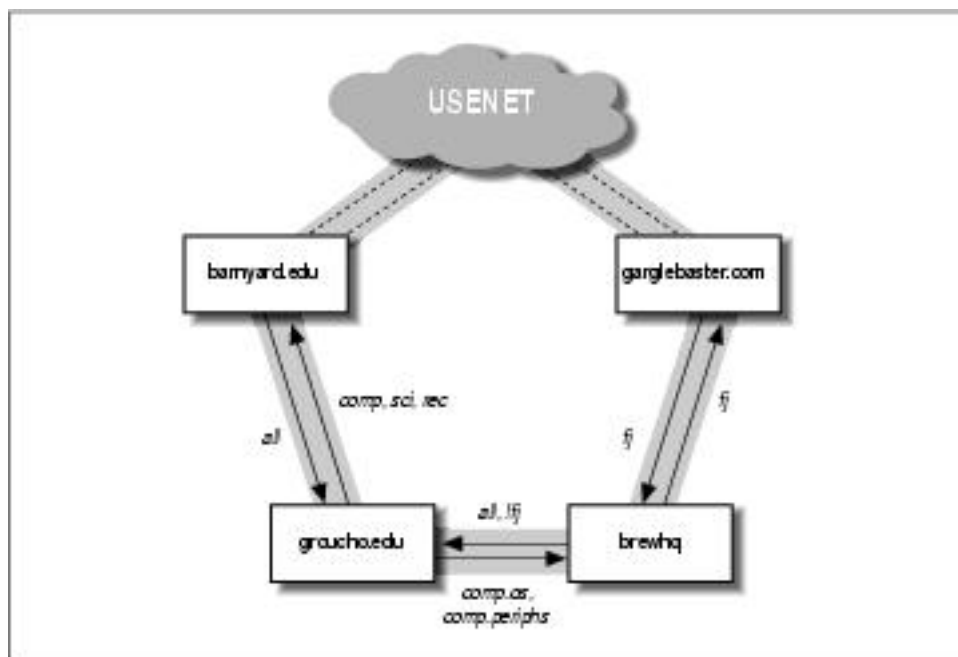 USENET
barnyard.edu
garglebaster.com
comp, sci, rec
all
fj
fj
groucho.edu
all, !fj
brewhq
comp.os,
comp.periphs